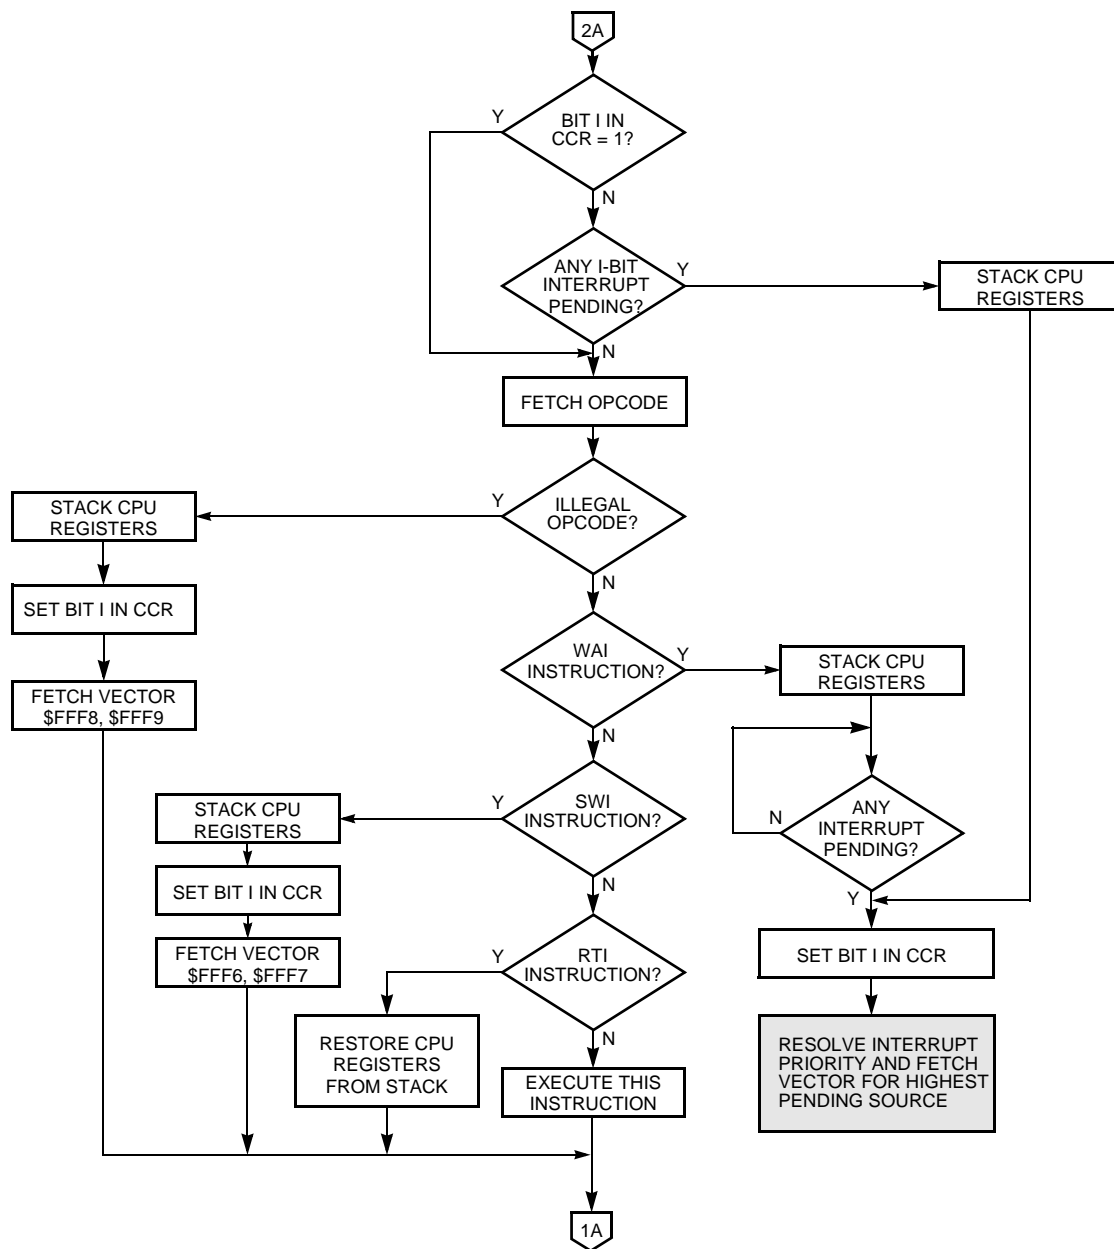 2A
BIT I IN
CCR = 1?
Y
N
ANY I-BIT
INTERRUPT
PENDING?
Y
N
STACK CPU
REGISTERS
FETCH OPCODE
ILLEGAL
OPCODE?
Y
N
STACK CPU
REGISTERS
SET BIT I IN CCR
FETCH VECTOR
$FFF8, $FFF9
WAI
INSTRUCTION?
Y
N
STACK CPU
REGISTERS
ANY
INTERRUPT
PENDING?
N
Y
SWI
INSTRUCTION?
Y
N
STACK CPU
REGISTERS
SET BIT I IN CCR
FETCH VECTOR
$FFF6, $FFF7
RTI
INSTRUCTION?
Y
N
SET BIT I IN CCR
RESTORE CPU
REGISTERS
FROM STACK
EXECUTE THIS
INSTRUCTION
RESOLVE INTERRUPT
PRIORITY AND FETCH
VECTOR FOR HIGHEST
PENDING SOURCE
1A